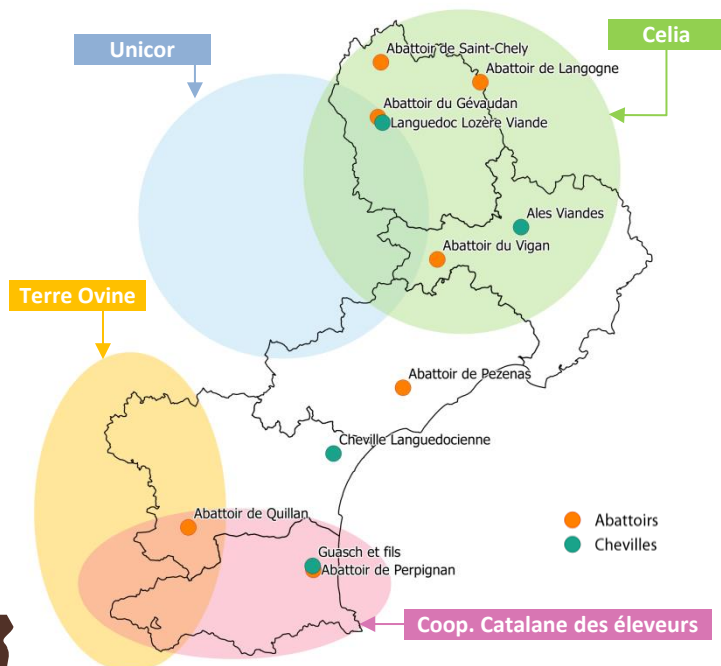 Unicor
Celia
Abattoir de Saint-Chely
Abattoir de Langogne
Abattoir du Gévaudan
Languedoc Lozère Viande
Ales Viandes
Abattoir du Vigan
Terre Ovine
Abattoir de Pezenas
Cheville Languedocienne
Abattoir de Quillan
Abattoirs
Chevilles
Guasch et fils
Abattoir de Perpignan
Coop. Catalane des éleveurs